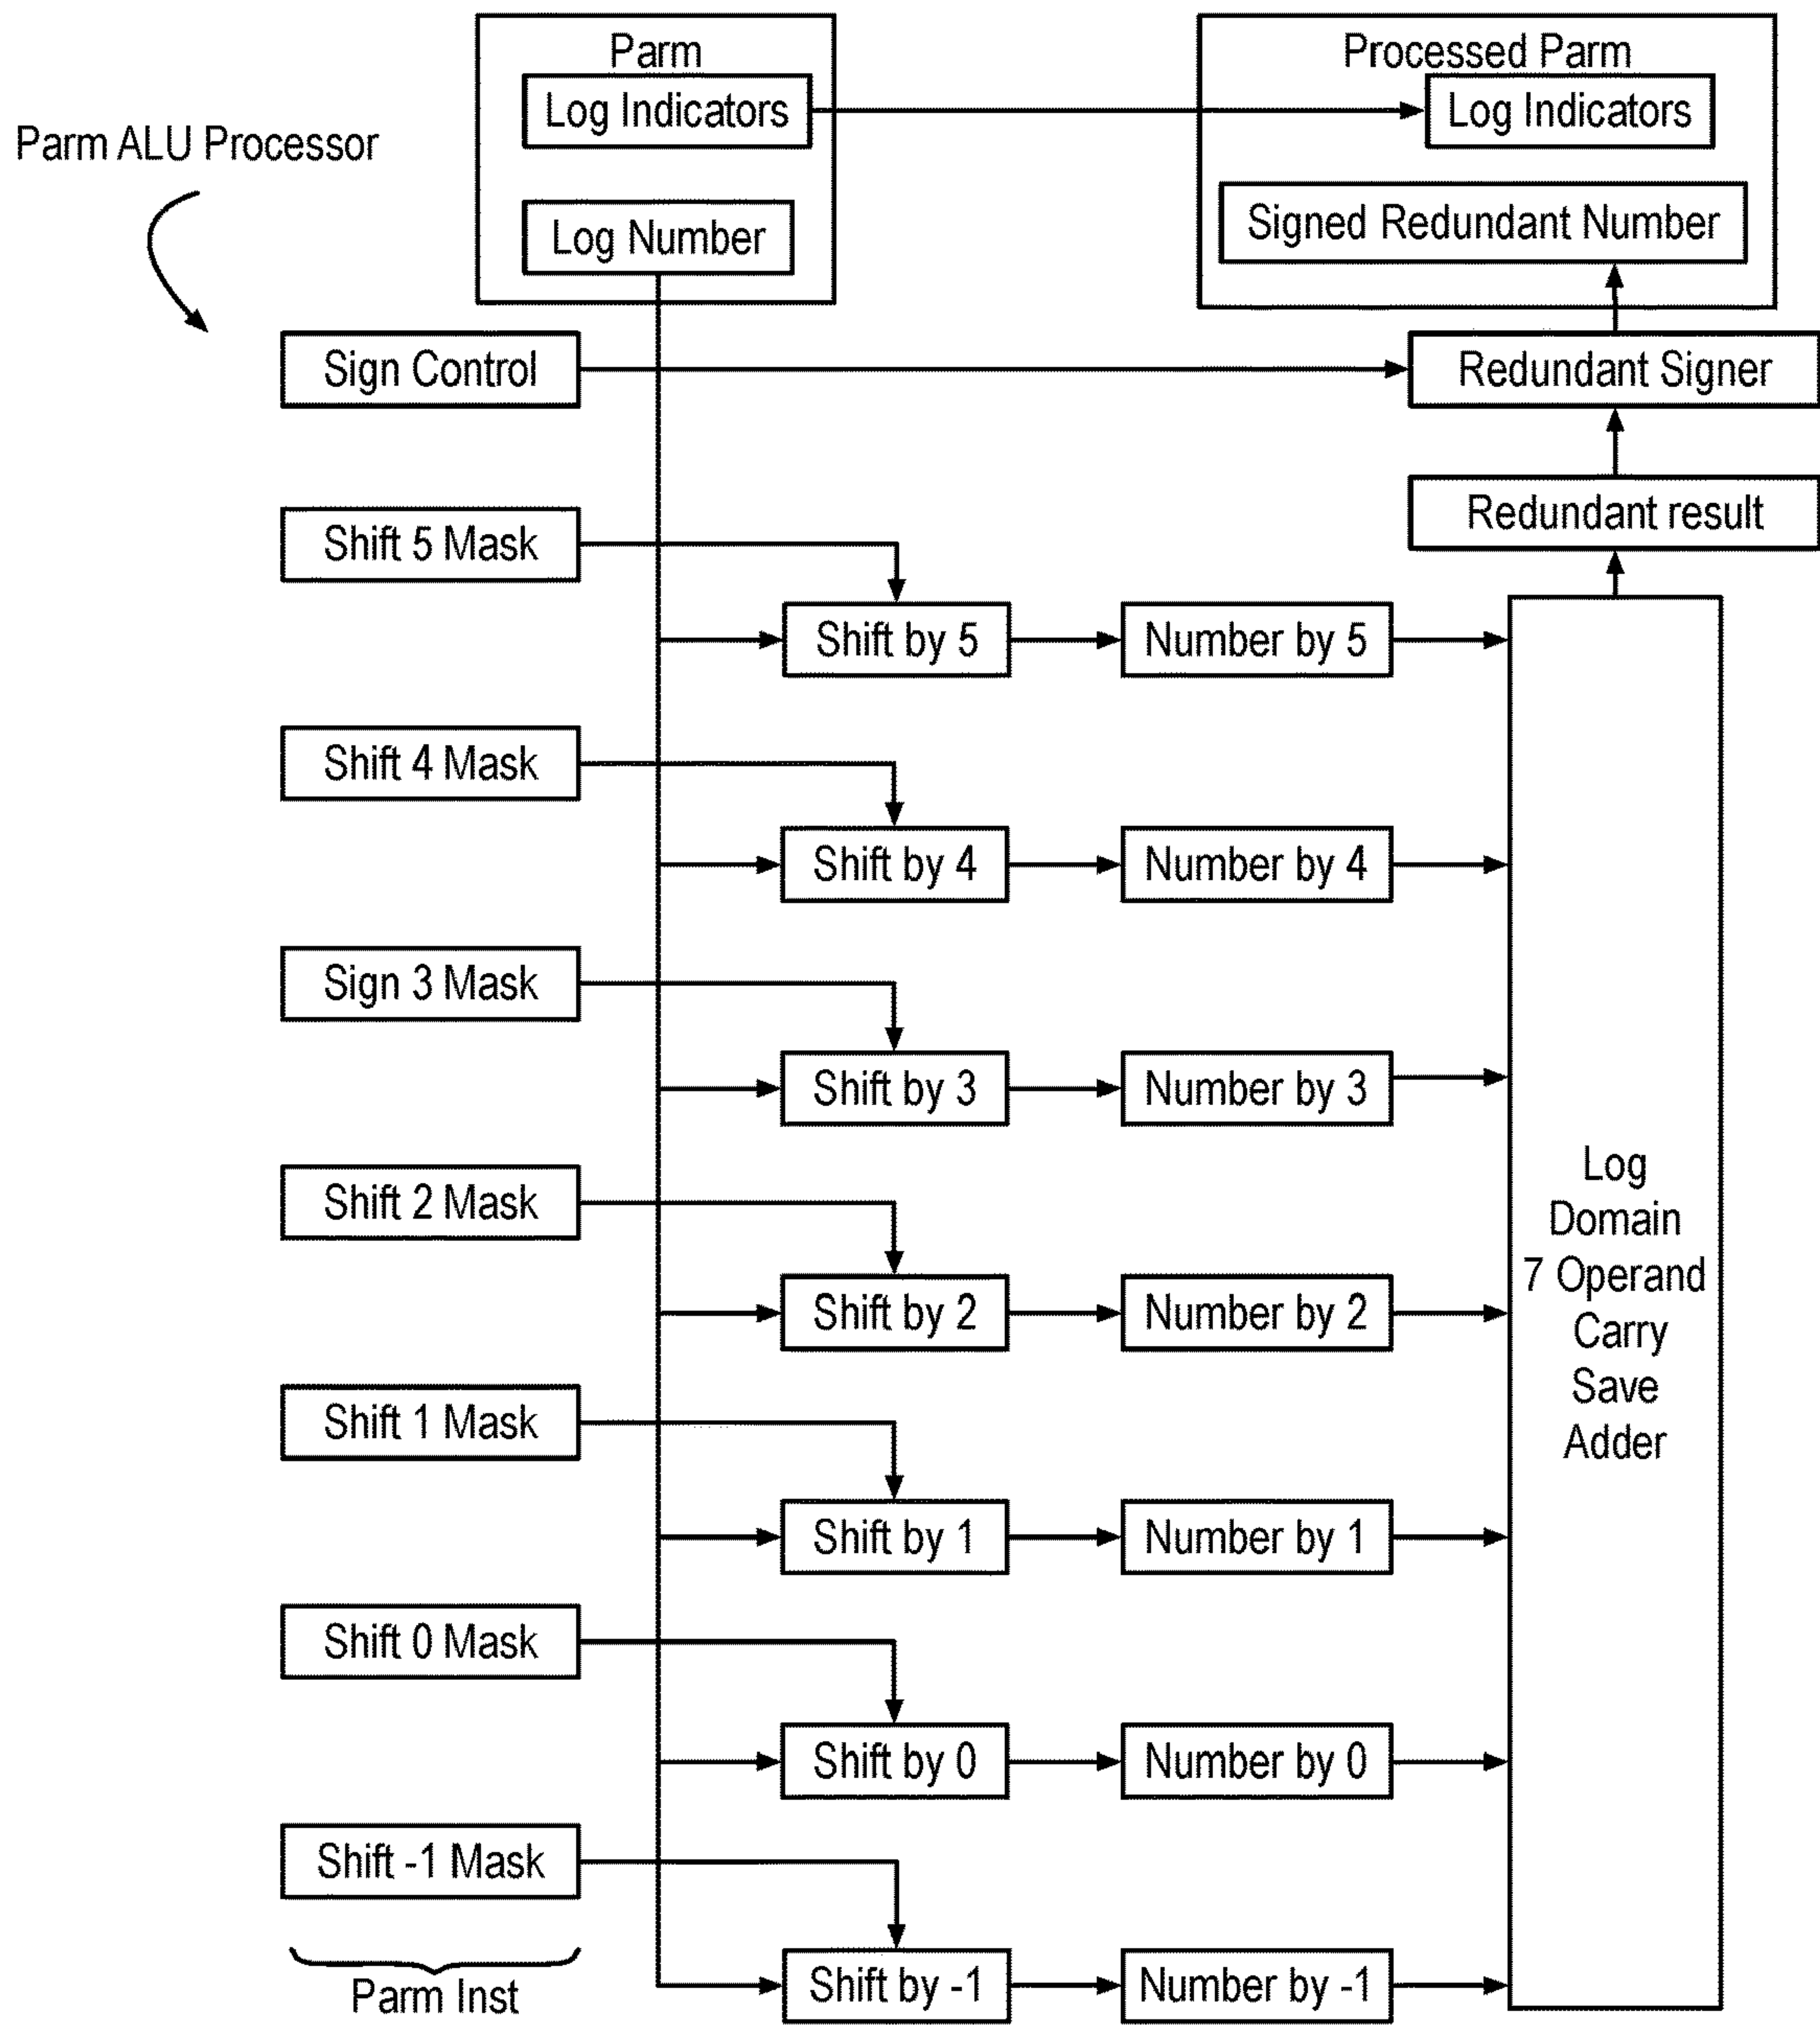 Parm
Processed Parm
Log Indicators
Log Indicators
Parm ALU Processor
Log Number
Signed Redundant Number
Sign Control
Redundant Signer
Redundant result
Shift 5 Mask
Shift by 5
Number by 5
Shift 4 Mask
Shift by 4
Number by 4
Sign 3 Mask
Shift by 3
Number by 3
Shift 2 Mask
Shift by 2
Number by 2
Log
Domain
7 Operand
Carry
Save
Adder
Shift 1 Mask
Shift by 1
Number by 1
Shift 0 Mask
Shift by 0
Number by 0
Shift -1 Mask
Shift by -1
Number by -1
Parm Inst